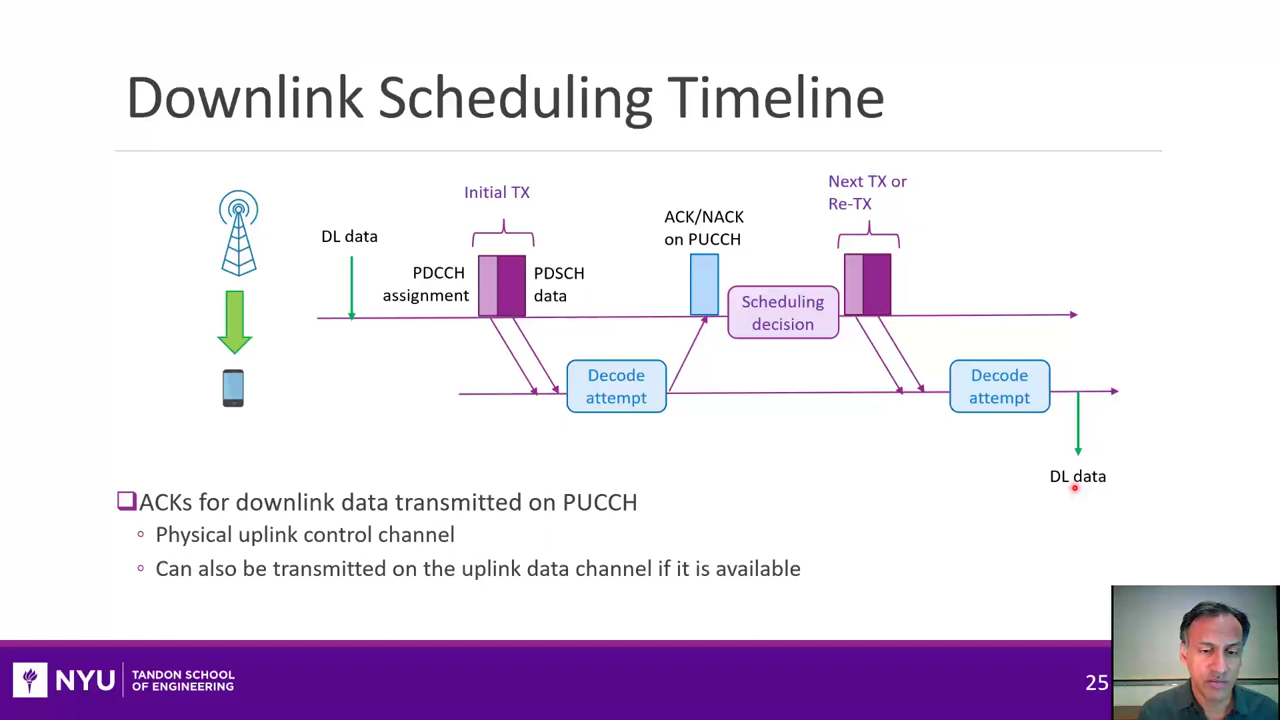 Downlink Scheduling Timeline
Initial TX
Next TX or
Re-TX
DL data
ACK/NACK
on PUCCH
PDCCH
assignment
PDSCH
data
Scheduling
decision
Decode
attempt
Decode
attempt
DL data
❑ACKs for downlink data transmitted on PUCCH
◦ Physical uplink control channel
◦ Can also be transmitted on the uplink data channel if it is available
NYU
TANDON SCHOOL
OF ENGINEERING
25